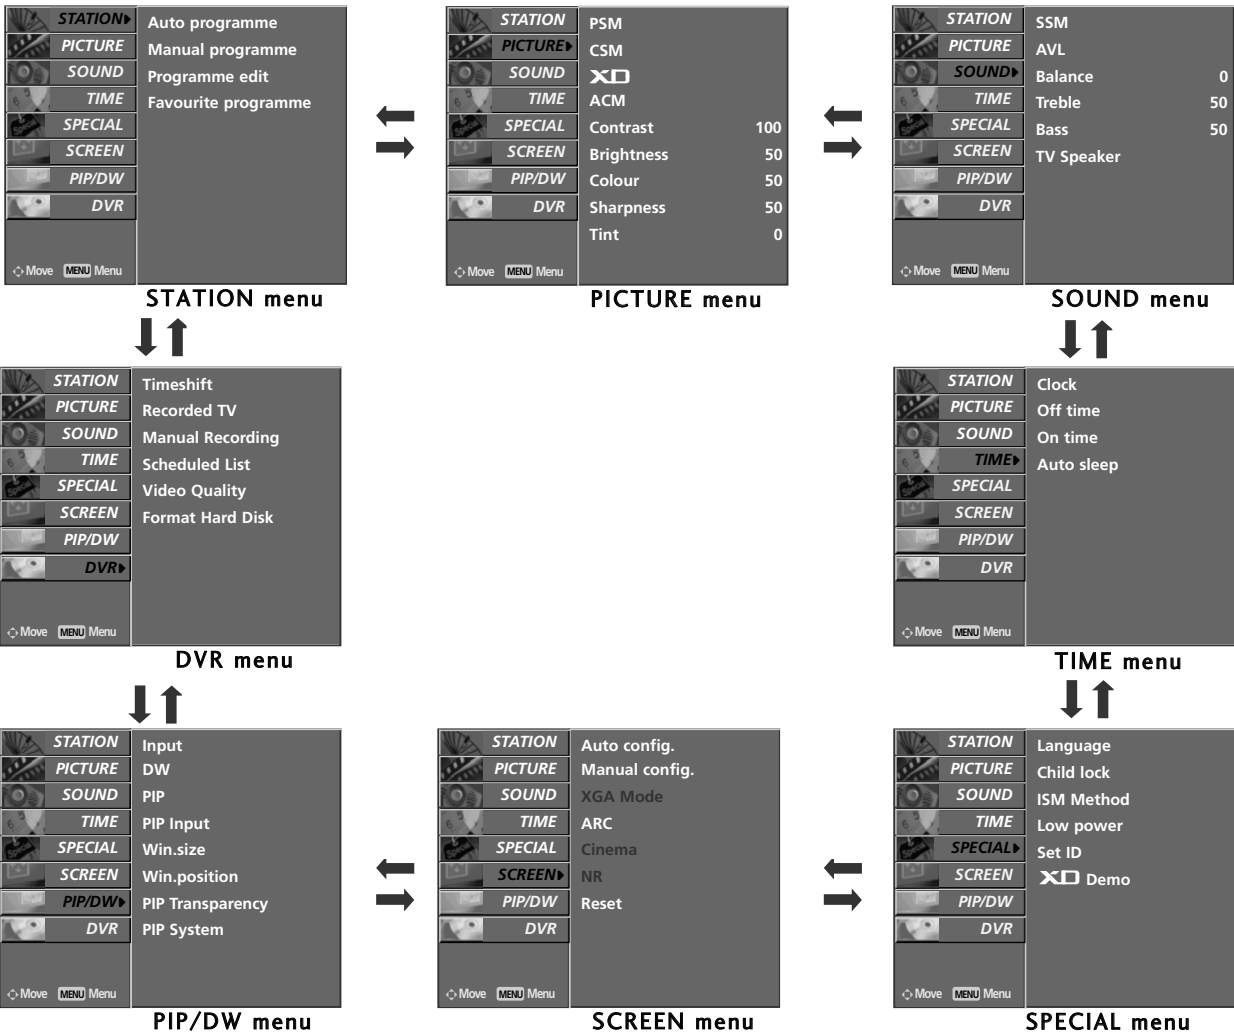 STATION
PICTURE
SOUND
TIME
SPECIAL
SCREEN
PIP/DW
DVR
Move MENU Menu
Auto programme
Manual programme
Programme edit
Favourite programme
STATION menu
STATION
PICTURE
SOUND
TIME
SPECIAL
SCREEN
PIP/DW
DVR
Move MENU Menu
PSM
CSM
XD
ACM
Contrast 100
Brightness 50
Colour 50
Sharpness 50
Tint 0
PICTURE menu
STATION
PICTURE
SOUND
TIME
SPECIAL
SCREEN
PIP/DW
DVR
Move MENU Menu
SSM
AVL
Balance 0
Treble 50
Bass 50
TV Speaker
SOUND menu
STATION
PICTURE
SOUND
TIME
SPECIAL
SCREEN
PIP/DW
DVR
Move MENU Menu
Timeshift
Recorded TV
Manual Recording
Scheduled List
Video Quality
Format Hard Disk
DVR menu
STATION
PICTURE
SOUND
TIME
SPECIAL
SCREEN
PIP/DW
DVR
Move MENU Menu
Clock
Off time
On time
Auto sleep
TIME menu
STATION
PICTURE
SOUND
TIME
SPECIAL
SCREEN
PIP/DW
DVR
Move MENU Menu
Input
DW
PIP
PIP Input
Win.size
Win.position
PIP Transparency
PIP System
PIP/DW menu
STATION
PICTURE
SOUND
TIME
SPECIAL
SCREEN
PIP/DW
DVR
Move MENU Menu
Auto config.
Manual config.
XGA Mode
ARC
Cinema
NR
Reset
SCREEN menu
STATION
PICTURE
SOUND
TIME
SPECIAL
SCREEN
PIP/DW
DVR
Move MENU Menu
Language
Child lock
ISM Method
Low power
Set ID
XD Demo
SPECIAL menu